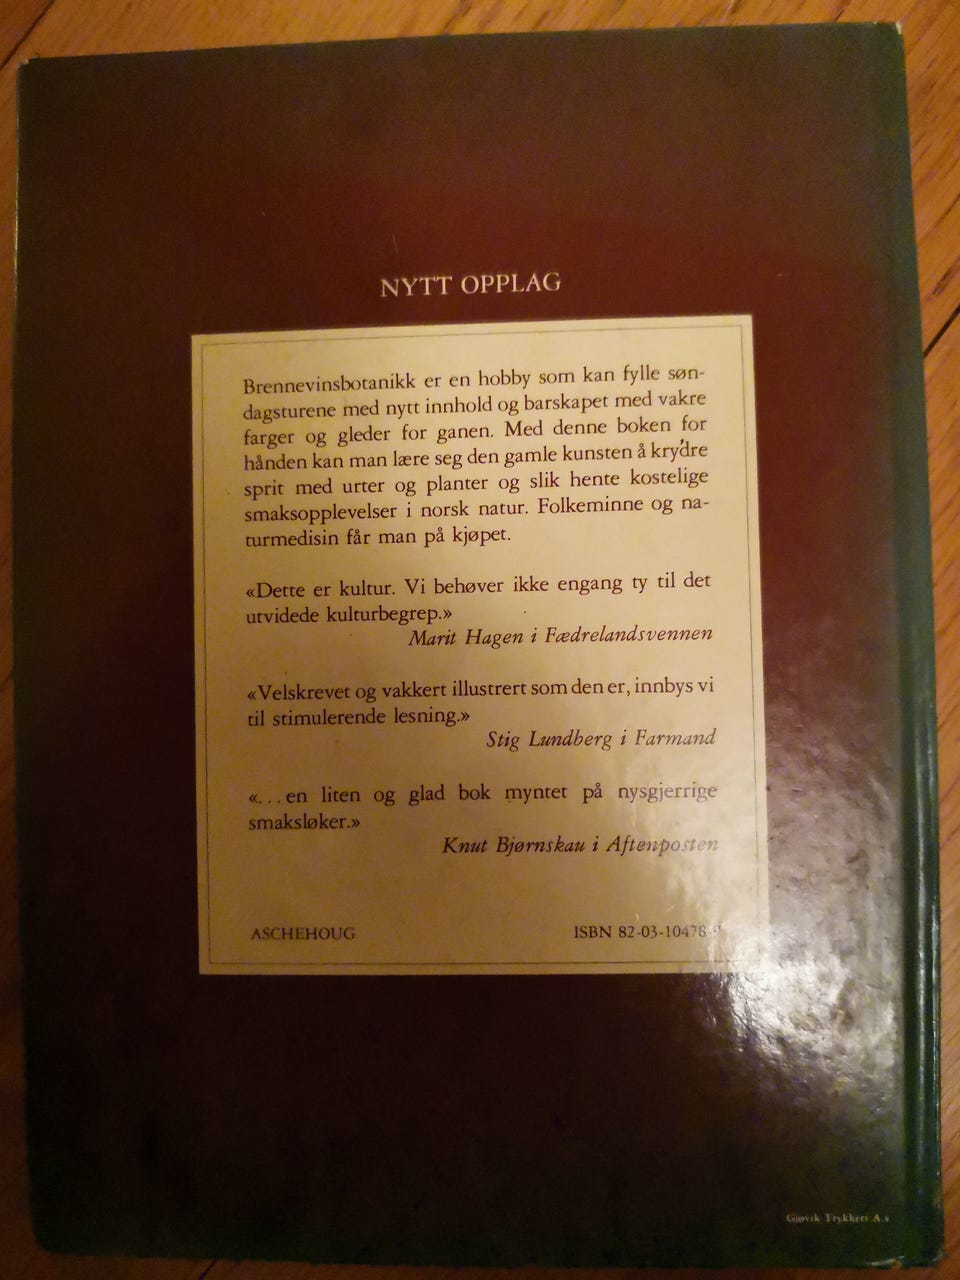 NYTT OPPLAG
Brennevinsbotanikk er en hobby som kan fylle søn-
dagsturene med nytt innhold og barskapet med vakre
farger og gleder for ganen. Med denne boken for
hånden kan man lære seg den gamle kunsten å krydre
sprit med urter og planter og slik hente kostelige
smaksopplevelser i norsk natur. Folkeminne og na-
turmedisin får man på kjøpet.
«Dette er kultur. Vi behøver ikke engang ty til det
utvidede kulturbegrep.»
Marit Hagen i Fædrelandsvennen
«Velskrevet og vakkert illustrert som den er, innbys vi
til stimulerende lesning.»
Stig Lundberg i Farmand
«...en liten og glad bok myntet på nysgjerrige
smaksløker.»
Knut Bjørnskau i Aftenposten
ASCHEHOUG
ISBN 82-03-10478-9
Gjøvik Trykkeri A.s